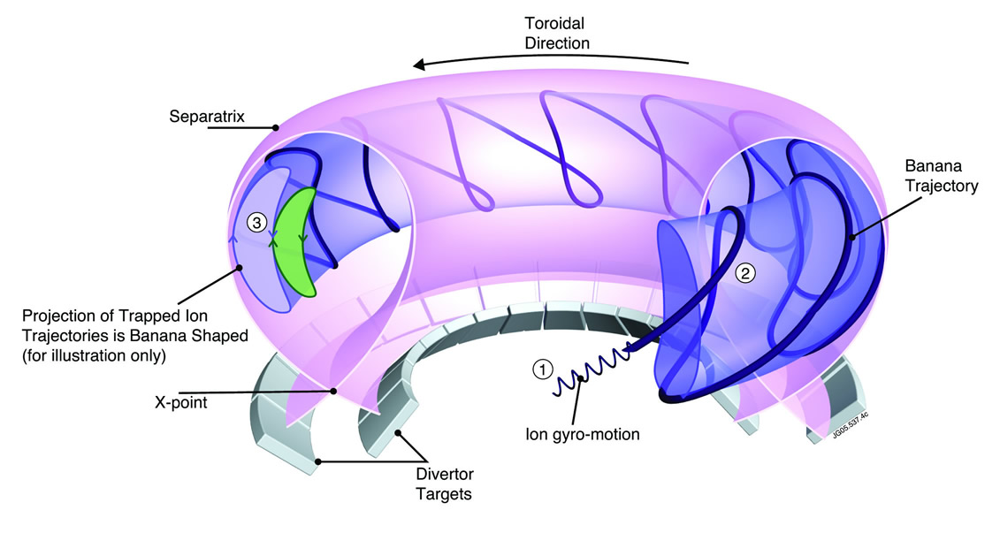 Toroidal
Direction
Separatrix
Banana
Trajectory
3
2
Projection of Trapped Ion
Trajectories is Banana Shaped
(for illustration only)
1
X-point
Ion gyro-motion
JG05.537.4c
Divertor
Targets